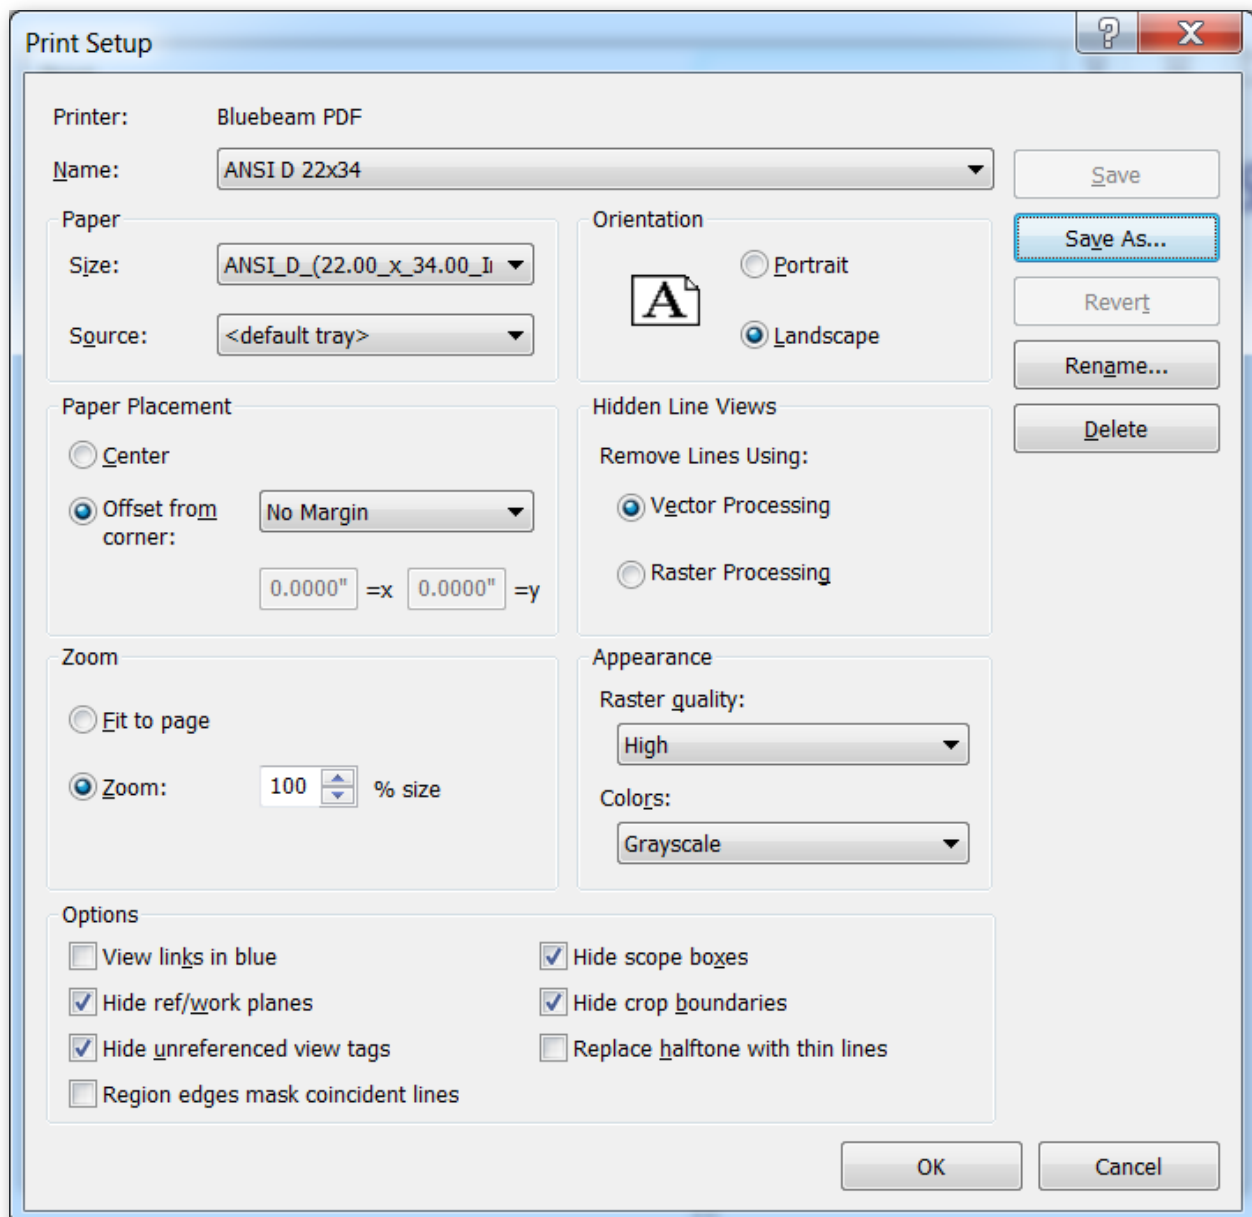 Print Setup
Printer: Bluebeam PDF
Name: ANSI D 22x34
Save
Paper
Size: ANSI_D_(22.00_x_34.00_I
Source: <default tray>
Orientation
A
Portrait
Landscape
Save As...
Revert
Rename...
Delete
Paper Placement
Center
Offset from
corner:
No Margin
0.0000" =x 0.0000" =y
Hidden Line Views
Remove Lines Using:
Vector Processing
Raster Processing
Zoom
Fit to page
Zoom: 100 % size
Appearance
Raster quality:
High
Colors:
Grayscale
Options
View links in blue
Hide scope boxes
Hide ref/work planes
Hide crop boundaries
Hide unreferenced view tags
Replace halftone with thin lines
Region edges mask coincident lines
OK
Cancel